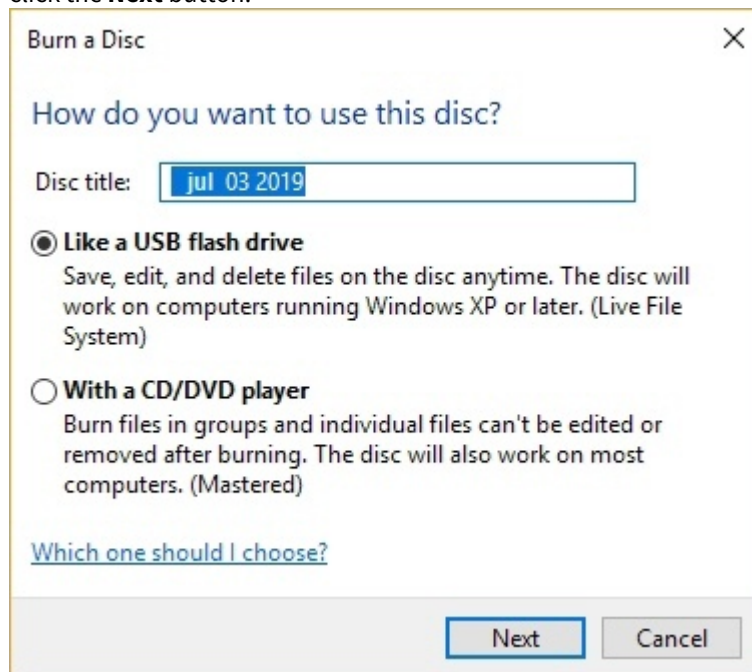 click the Next button.
Burn a Disc
How do you want to use this disc?
Disc title: jul 03 2019
Like a USB flash drive
Save, edit, and delete files on the disc anytime. The disc will
work on computers running Windows XP or later. (Live File
System)
With a CD/DVD player
Burn files in groups and individual files can't be edited or
removed after burning. The disc will also work on most
computers. (Mastered)
Which one should I choose?
Next Cancel